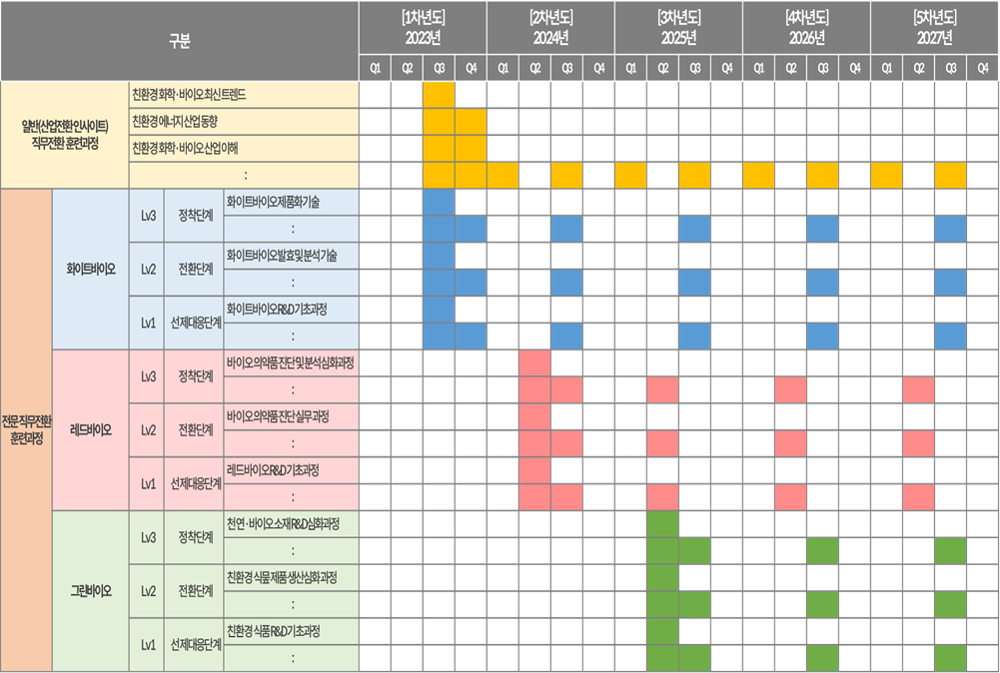 구분
[1차년도]
2023년
[2차년도]
2024년
[3차년도]
2025년
[4차년도]
2026년
[5차년도]
2027년
Q1 Q2 Q3 Q4 Q1 Q2 Q3 Q4 Q1 Q2 Q3 Q4 Q1 Q2 Q3 Q4 Q1 Q2 Q3 Q4
일반(산업전환 인사이트)
직무전환 훈련과정
친환경 화학·바이오 최신 트렌드
친환경 에너지 산업 동향
친환경 화학·바이오 산업 이해
:
전문 직무전환
훈련과정
화이트바이오
Lv3 정착단계
화이트바이오 제품화 기술
:
Lv2 전환단계
화이트바이오 발효 및 분석 기술
:
Lv1 선제대응단계
화이트바이오 R&D 기초과정
:
레드바이오
Lv3 정착단계
바이오의약품 진단 및 분석 심화과정
:
Lv2 전환단계
바이오의약품 진단 실무과정
:
Lv1 선제대응단계
레드바이오 R&D 기초과정
:
그린바이오
Lv3 정착단계
천연·바이오 소재 R&D 심화과정
:
Lv2 전환단계
친환경 식품 제품 생산 심화 과정
:
Lv1 선제대응단계
친환경 식품 R&D 기초과정
: